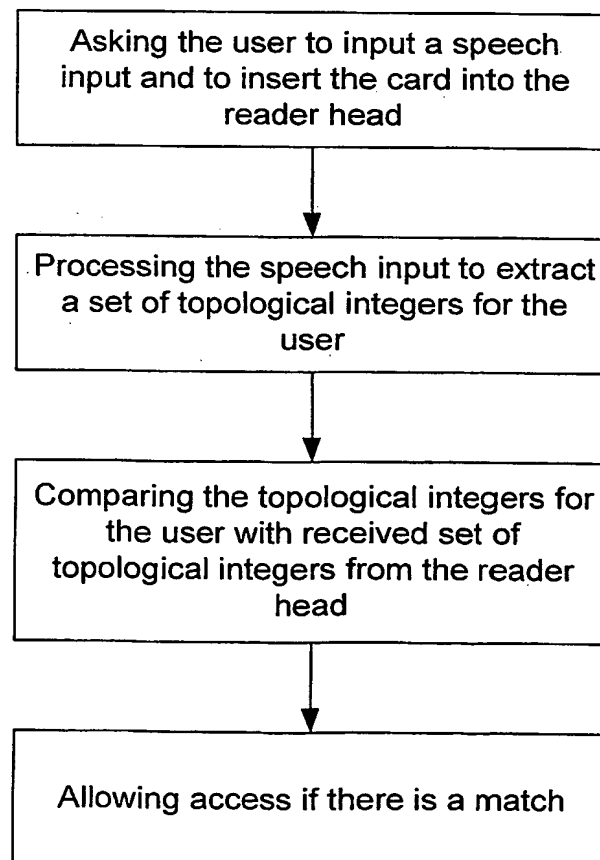 Asking the user to input a speech
input and to insert the card into the
reader head
Processing the speech input to extract
a set of topological integers for the
user
Comparing the topological integers for
the user with received set of
topological integers from the reader
head
Allowing access if there is a match